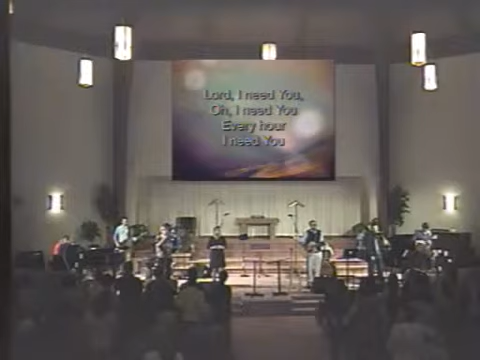 Lord, I need You,
Oh, I need You
Every hour
I need You